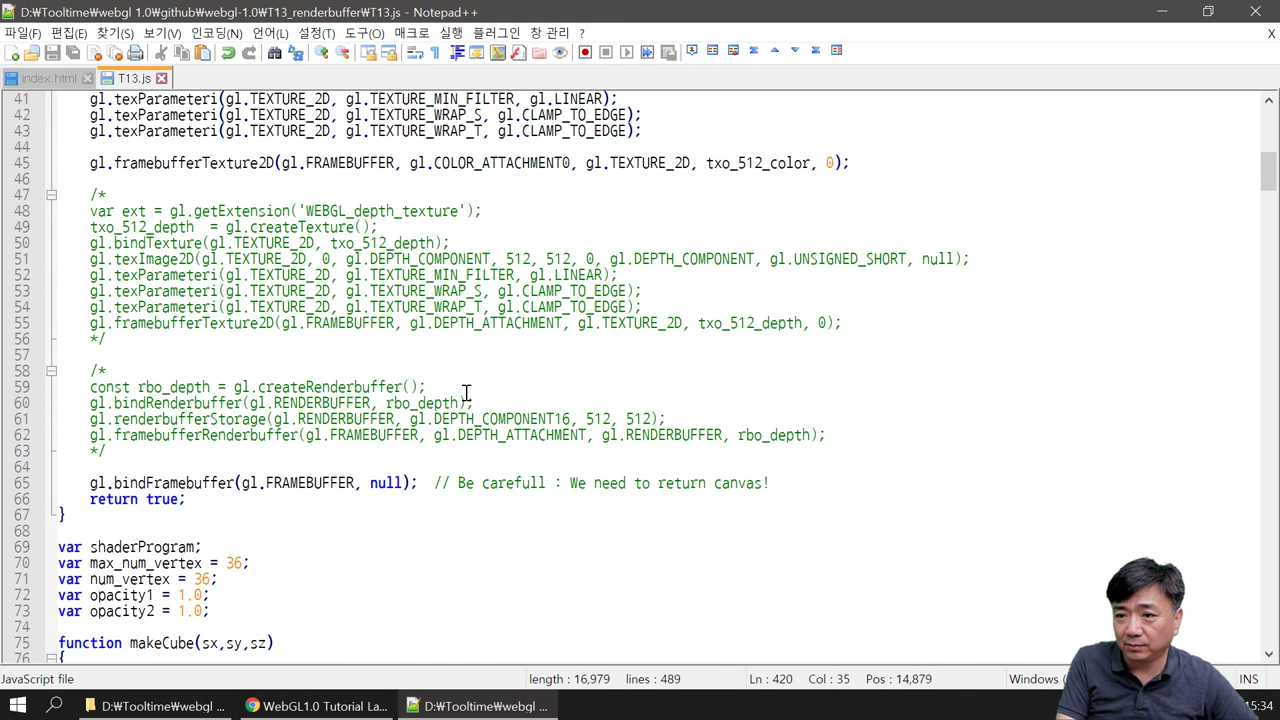 D:₩Tooltime₩webgl 1.0₩github₩webgl-1.0₩T13_renderbuffer₩T13.js - Notepad++
파일(F) 편집(E) 찾기(S) 보기(V) 인코딩(N) 언어(L) 설정(T) 도구(O) 매크로 실행 플러그인 창 관리 ? X
index.html T13.js
41 gl.texParameteri(gl.TEXTURE_2D, gl.TEXTURE_MIN_FILTER, gl.LINEAR);
42 gl.texParameteri(gl.TEXTURE_2D, gl.TEXTURE_WRAP_S, gl.CLAMP_TO_EDGE);
43 gl.texParameteri(gl.TEXTURE_2D, gl.TEXTURE_WRAP_T, gl.CLAMP_TO_EDGE);
44
45 gl.framebufferTexture2D(gl.FRAMEBUFFER, gl.COLOR_ATTACHMENT0, gl.TEXTURE_2D, txo_512_color, 0);
46
47 /*
48 var ext = gl.getExtension('WEBGL_depth_texture');
49 txo_512_depth  = gl.createTexture();
50 gl.bindTexture(gl.TEXTURE_2D, txo_512_depth);
51 gl.texImage2D(gl.TEXTURE_2D, 0, gl.DEPTH_COMPONENT, 512, 512, 0, gl.DEPTH_COMPONENT, gl.UNSIGNED_SHORT, null);
52 gl.texParameteri(gl.TEXTURE_2D, gl.TEXTURE_MIN_FILTER, gl.LINEAR);
53 gl.texParameteri(gl.TEXTURE_2D, gl.TEXTURE_WRAP_S, gl.CLAMP_TO_EDGE);
54 gl.texParameteri(gl.TEXTURE_2D, gl.TEXTURE_WRAP_T, gl.CLAMP_TO_EDGE);
55 gl.framebufferTexture2D(gl.FRAMEBUFFER, gl.DEPTH_ATTACHMENT, gl.TEXTURE_2D, txo_512_depth, 0);
56 */
57
58 /*
59 const rbo_depth = gl.createRenderbuffer();
60 gl.bindRenderbuffer(gl.RENDERBUFFER, rbo_depth);
61 gl.renderbufferStorage(gl.RENDERBUFFER, gl.DEPTH_COMPONENT16, 512, 512);
62 gl.framebufferRenderbuffer(gl.FRAMEBUFFER, gl.DEPTH_ATTACHMENT, gl.RENDERBUFFER, rbo_depth);
63 */
64
65 gl.bindFramebuffer(gl.FRAMEBUFFER, null);  // Be carefull : We need to return canvas!
66 return true;
67 }
68
69 var shaderProgram;
70 var max_num_vertex = 36;
71 var num_vertex = 36;
72 var opacity1 = 1.0;
73 var opacity2 = 1.0;
74
75 function makeCube(sx,sy,sz)
76 {
JavaScript file length : 16,979 lines : 489 Ln : 420 Col : 35 Pos : 14,879 Windows INS
D:₩Tooltime₩webgl ... WebGL1.0 Tutorial La... D:₩Tooltime₩webgl ... 15:34